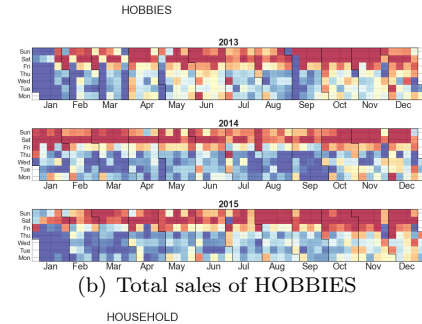 HOBBIES
2013
Sun
Sat
Fri
Thu
Wed
Tue
Mon
Jan Feb Mar Apr May Jun Jul Aug Sep Oct Nov Dec
2014
Sun
Sat
Fri
Thu
Wed
Tue
Mon
Jan Feb Mar Apr May Jun Jul Aug Sep Oct Nov Dec
2015
Sun
Sat
Fri
Thu
Wed
Tue
Mon
Jan Feb Mar Apr May Jun Jul Aug Sep Oct Nov Dec
(b) Total sales of HOBBIES
HOUSEHOLD